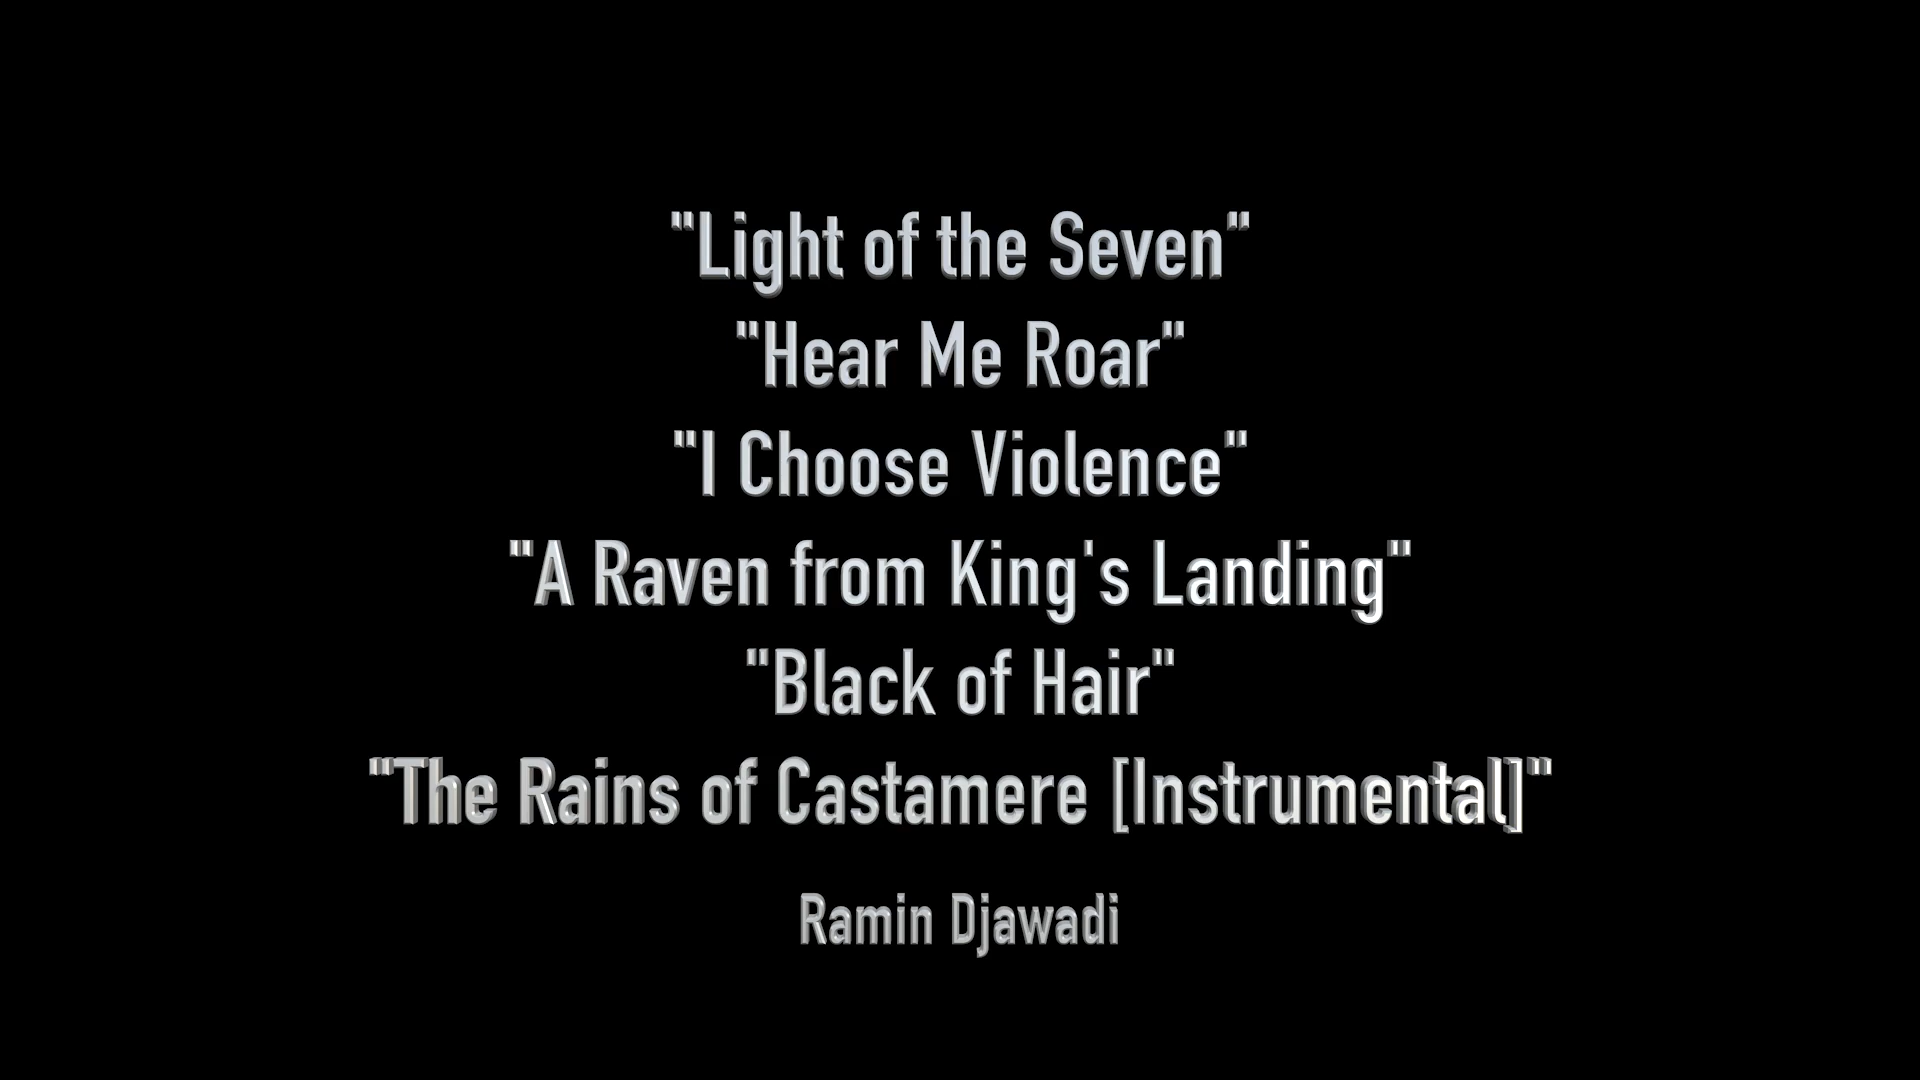 "Light of the Seven"
"Hear Me Roar"
"I Choose Violence"
"A Raven from King's Landing"
"Black of Hair"
"The Rains of Castamere [Instrumental]"
Ramin Djawadi